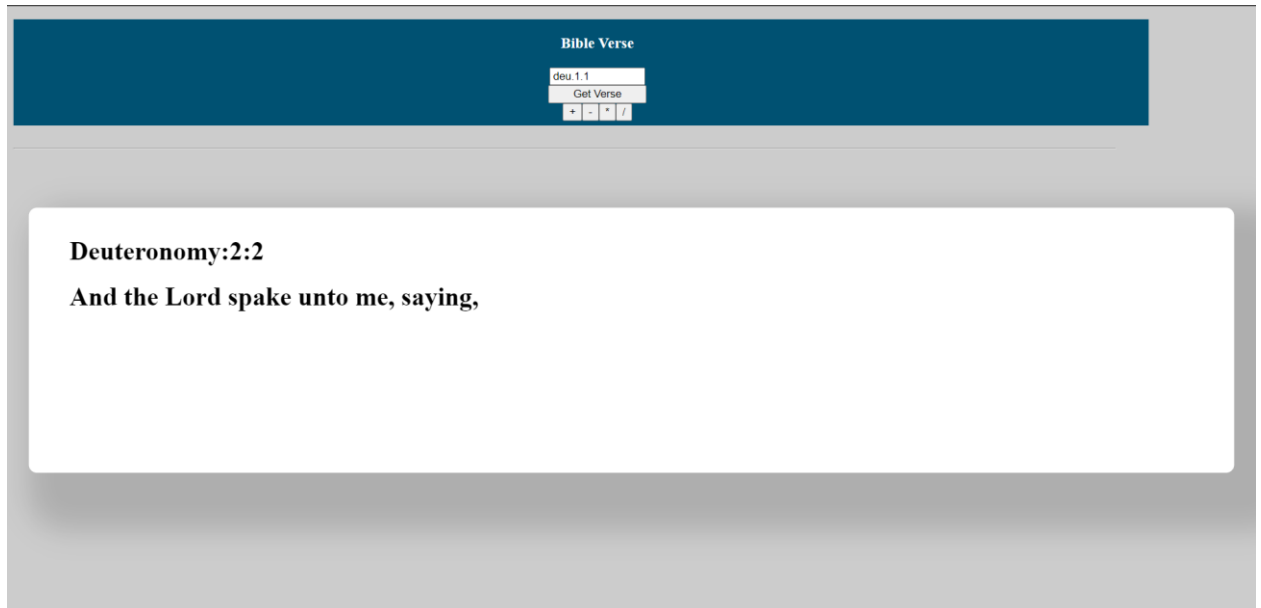 Bible Verse
deu.1.1
Get Verse
+ - * /
Deuteronomy:2:2
And the Lord spake unto me, saying,